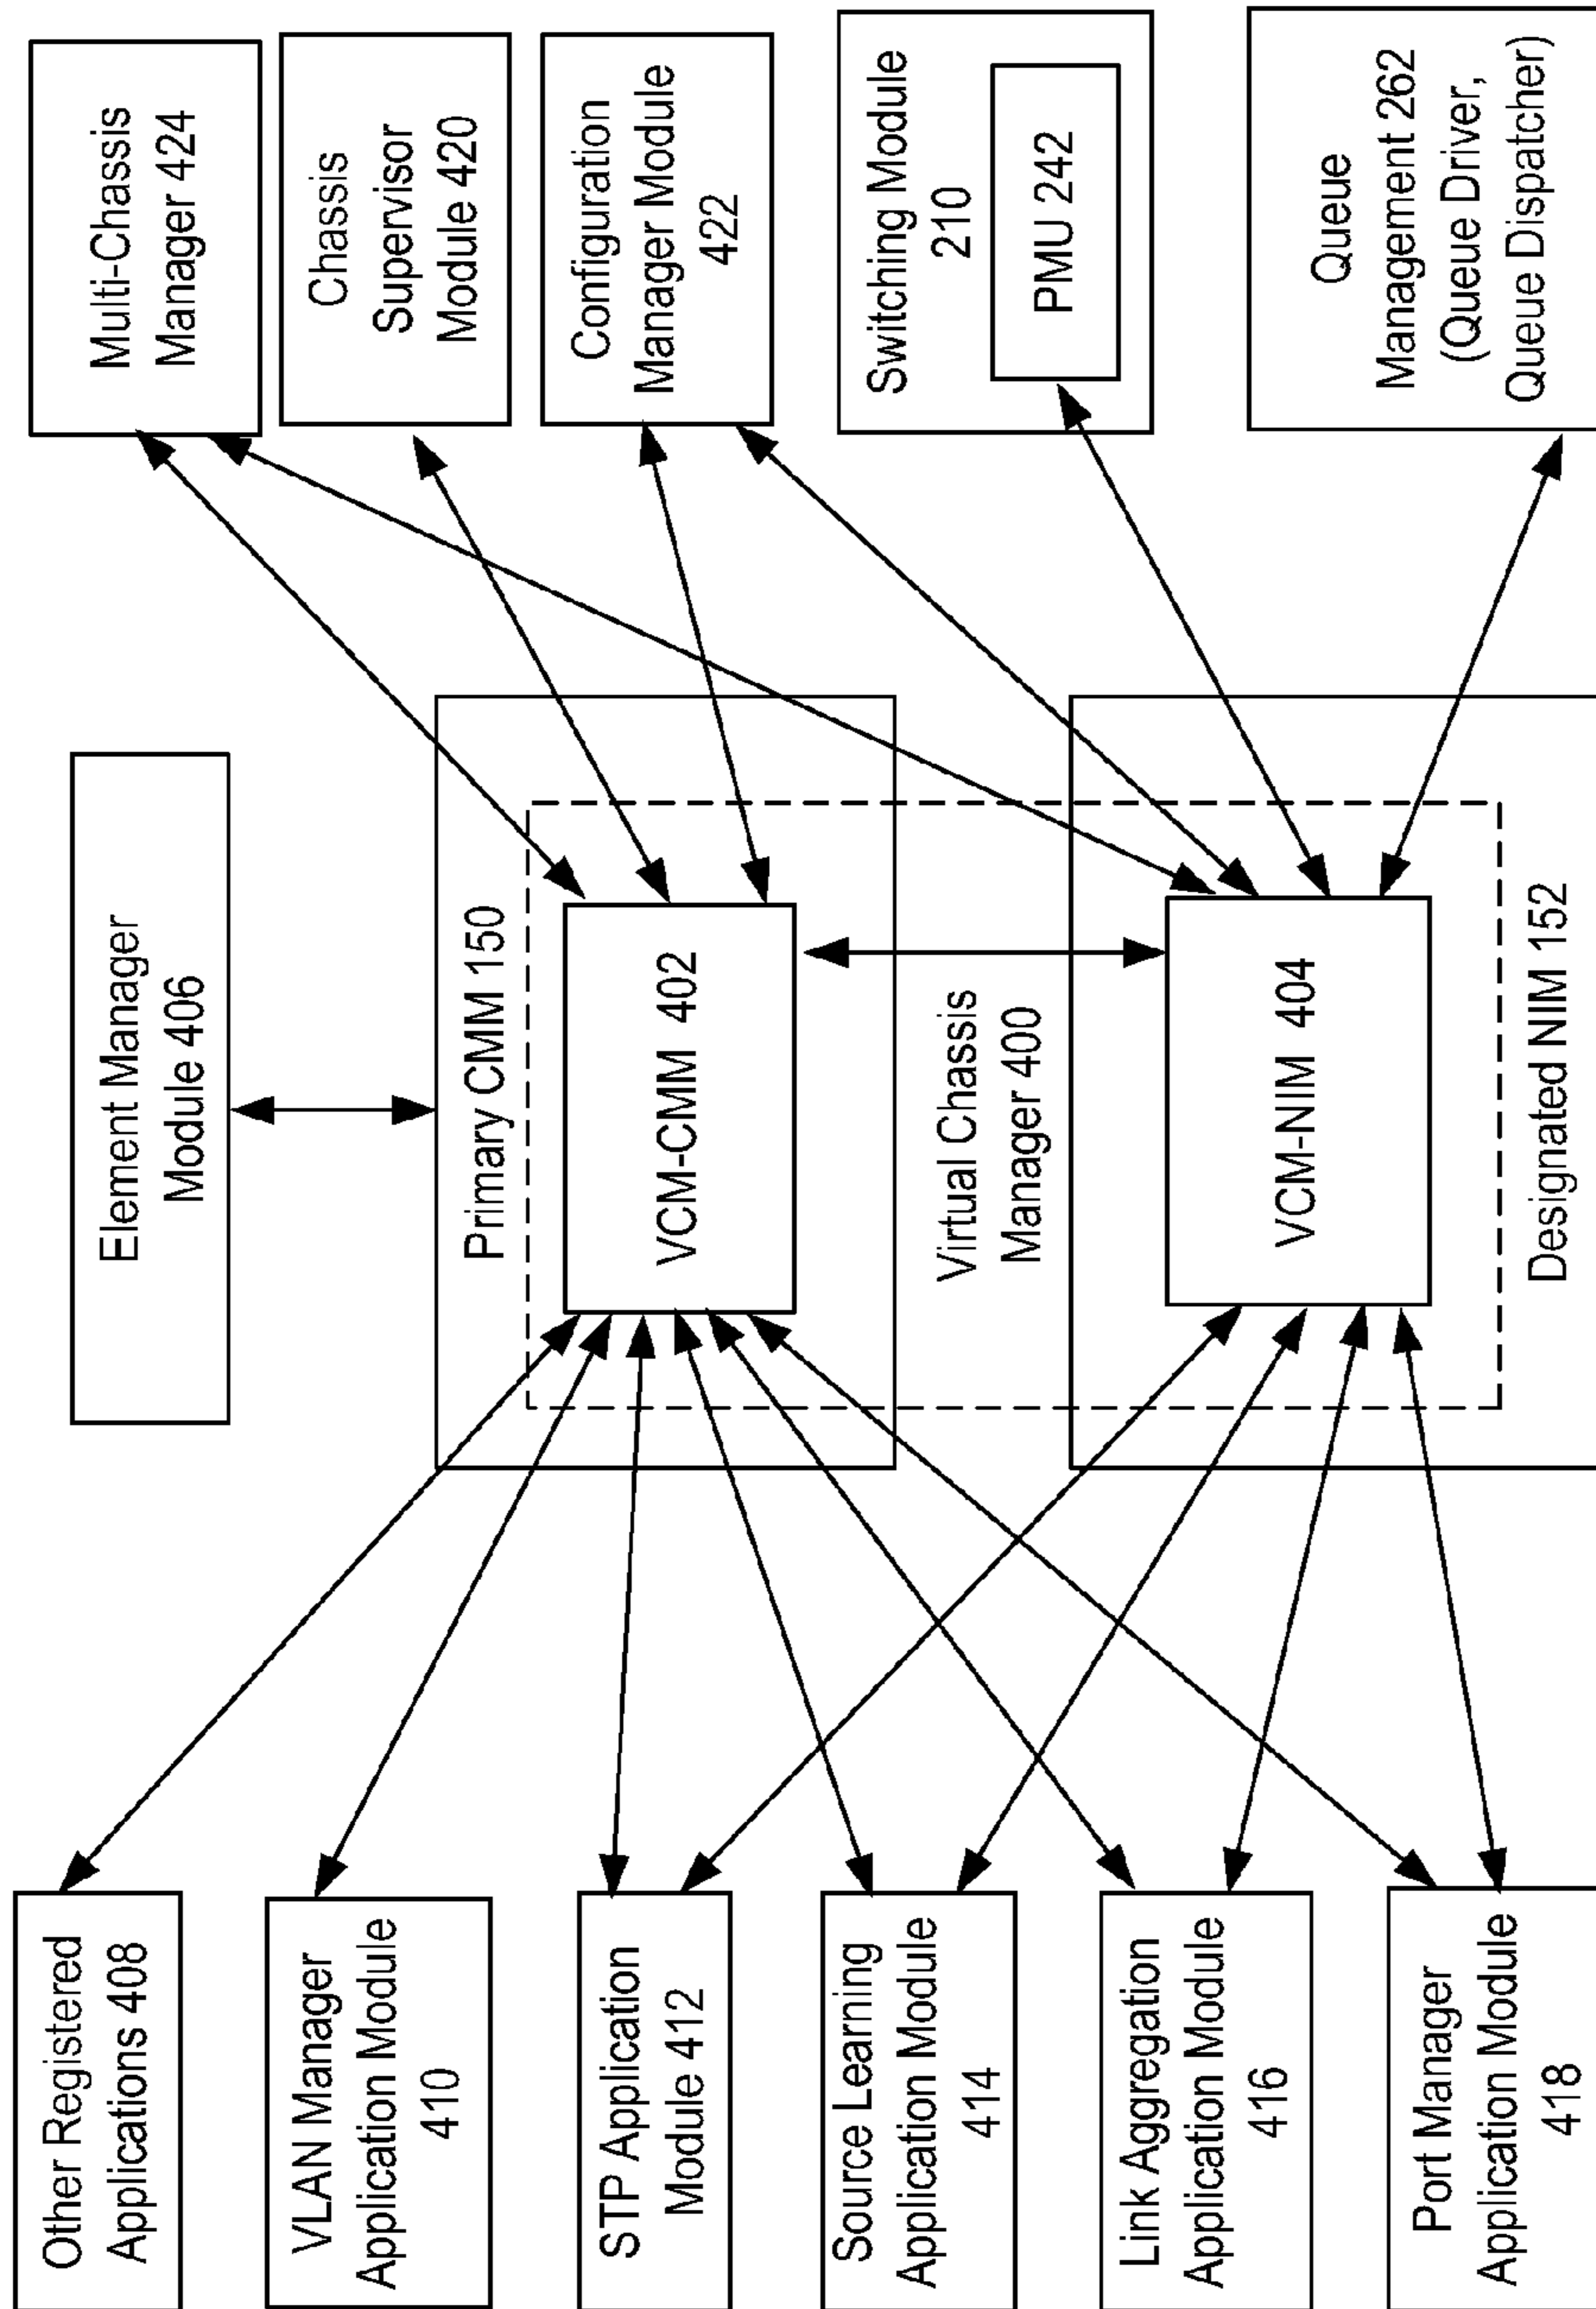 Other Registered
Applications 408
VLAN Manager
Application Module
410
STP Application
Module 412
Source Learning
Application Module
414
Link Aggregation
Application Module
416
Port Manager
Application Module
418
Element Manager
Module 406
Primary CMM 150
VCM-CMM 402
Virtual Chassis
Manager 400
VCM-NIM 404
Designated NIM 152
Multi-Chassis
Manager 424
Chassis
Supervisor
Module 420
Configuration
Manager Module
422
Switching Module
210
PMU 242
Queue
Management 262
(Queue Driver,
Queue Dispatcher)